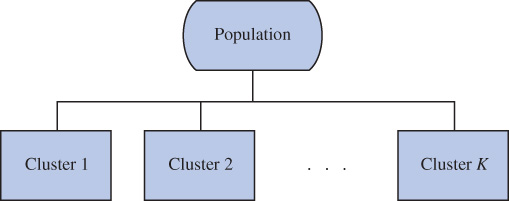 Population
Cluster 1
Cluster 2
. . .
Cluster K